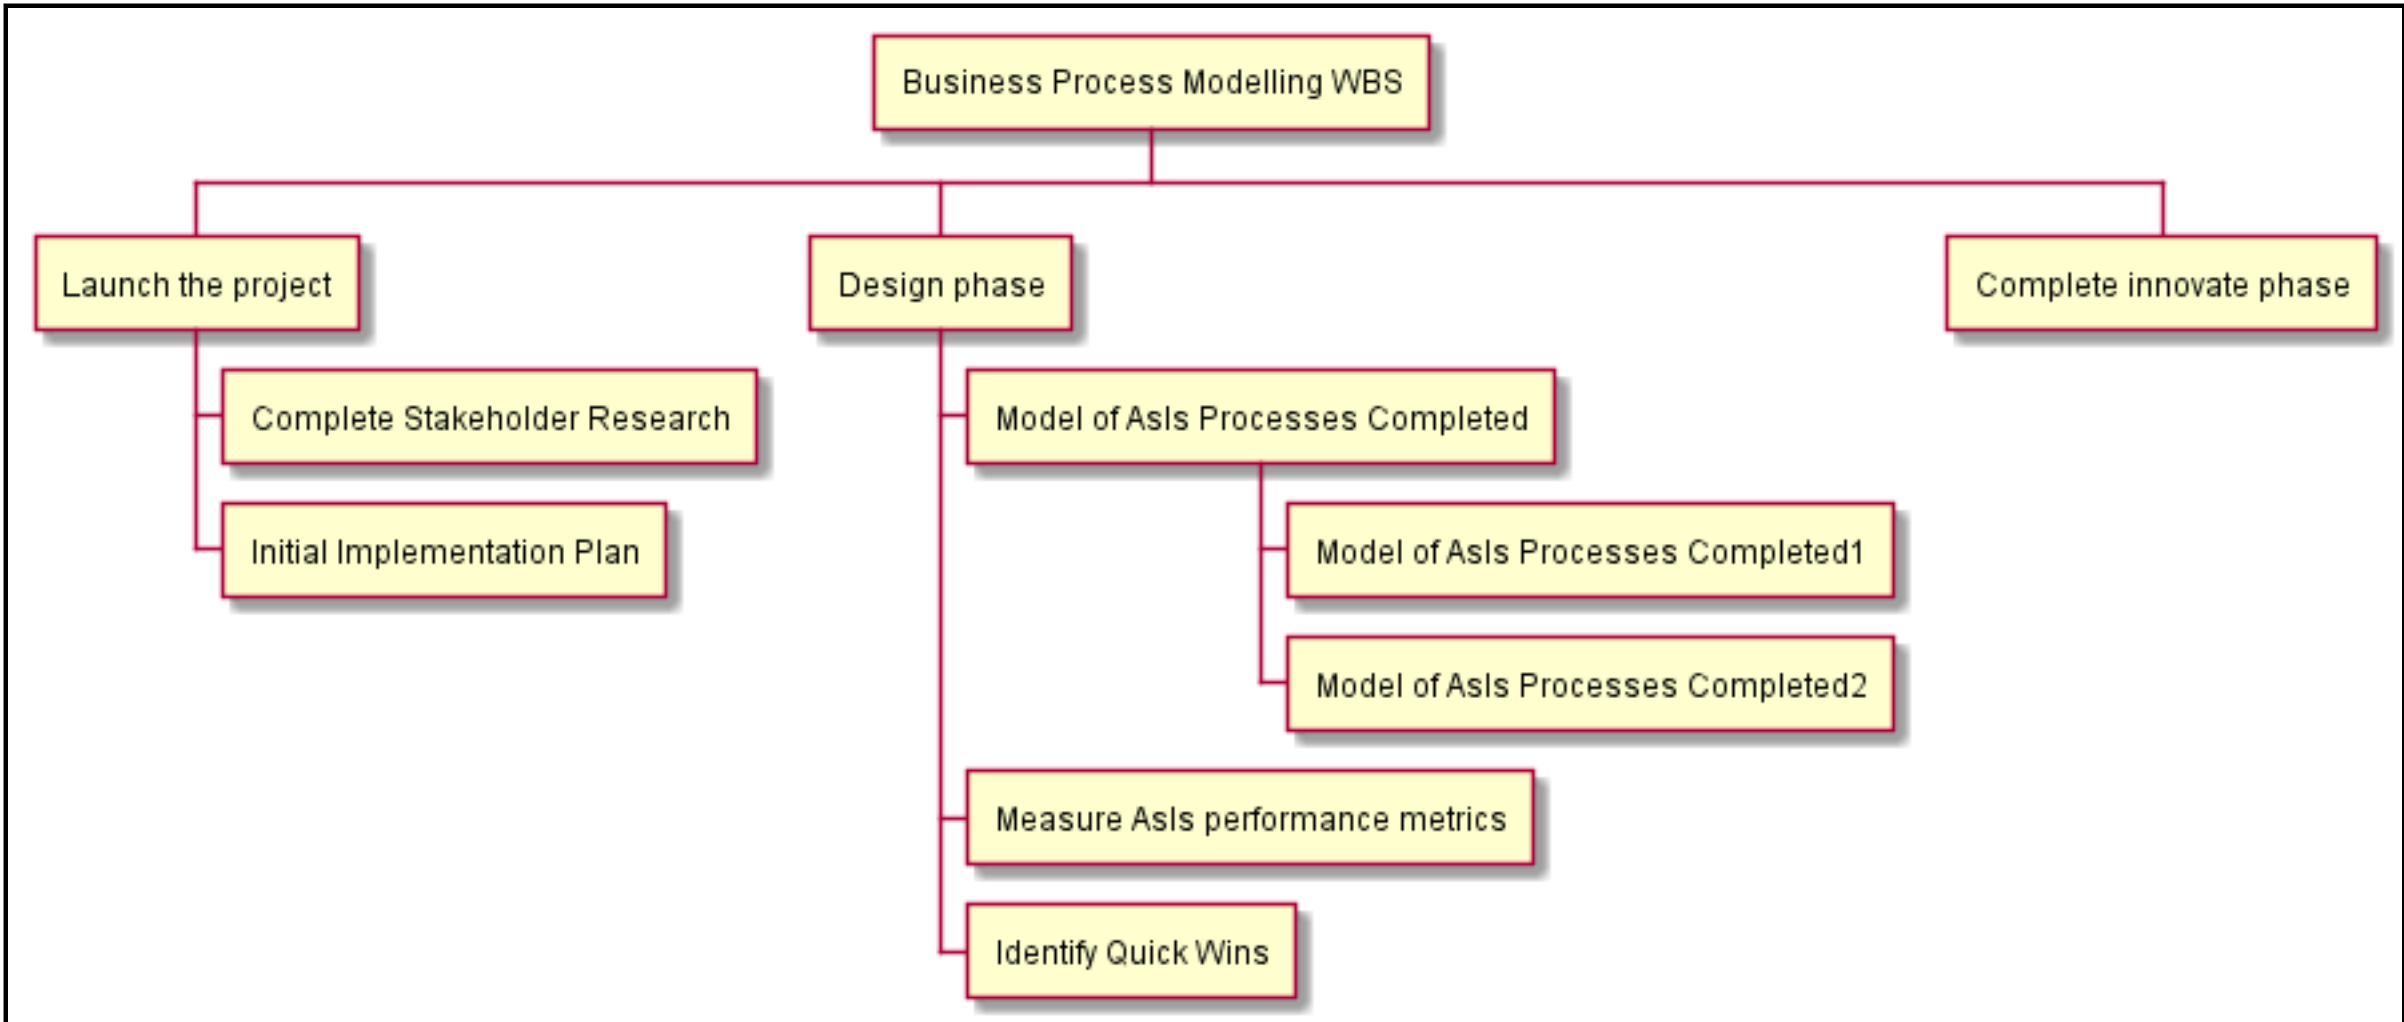 Business Process Modelling WBS
Launch the project
Design phase
Complete innovate phase
Complete Stakeholder Research
Model of AsIs Processes Completed
Initial Implementation Plan
Model of AsIs Processes Completed1
Model of AsIs Processes Completed2
Measure AsIs performance metrics
Identify Quick Wins